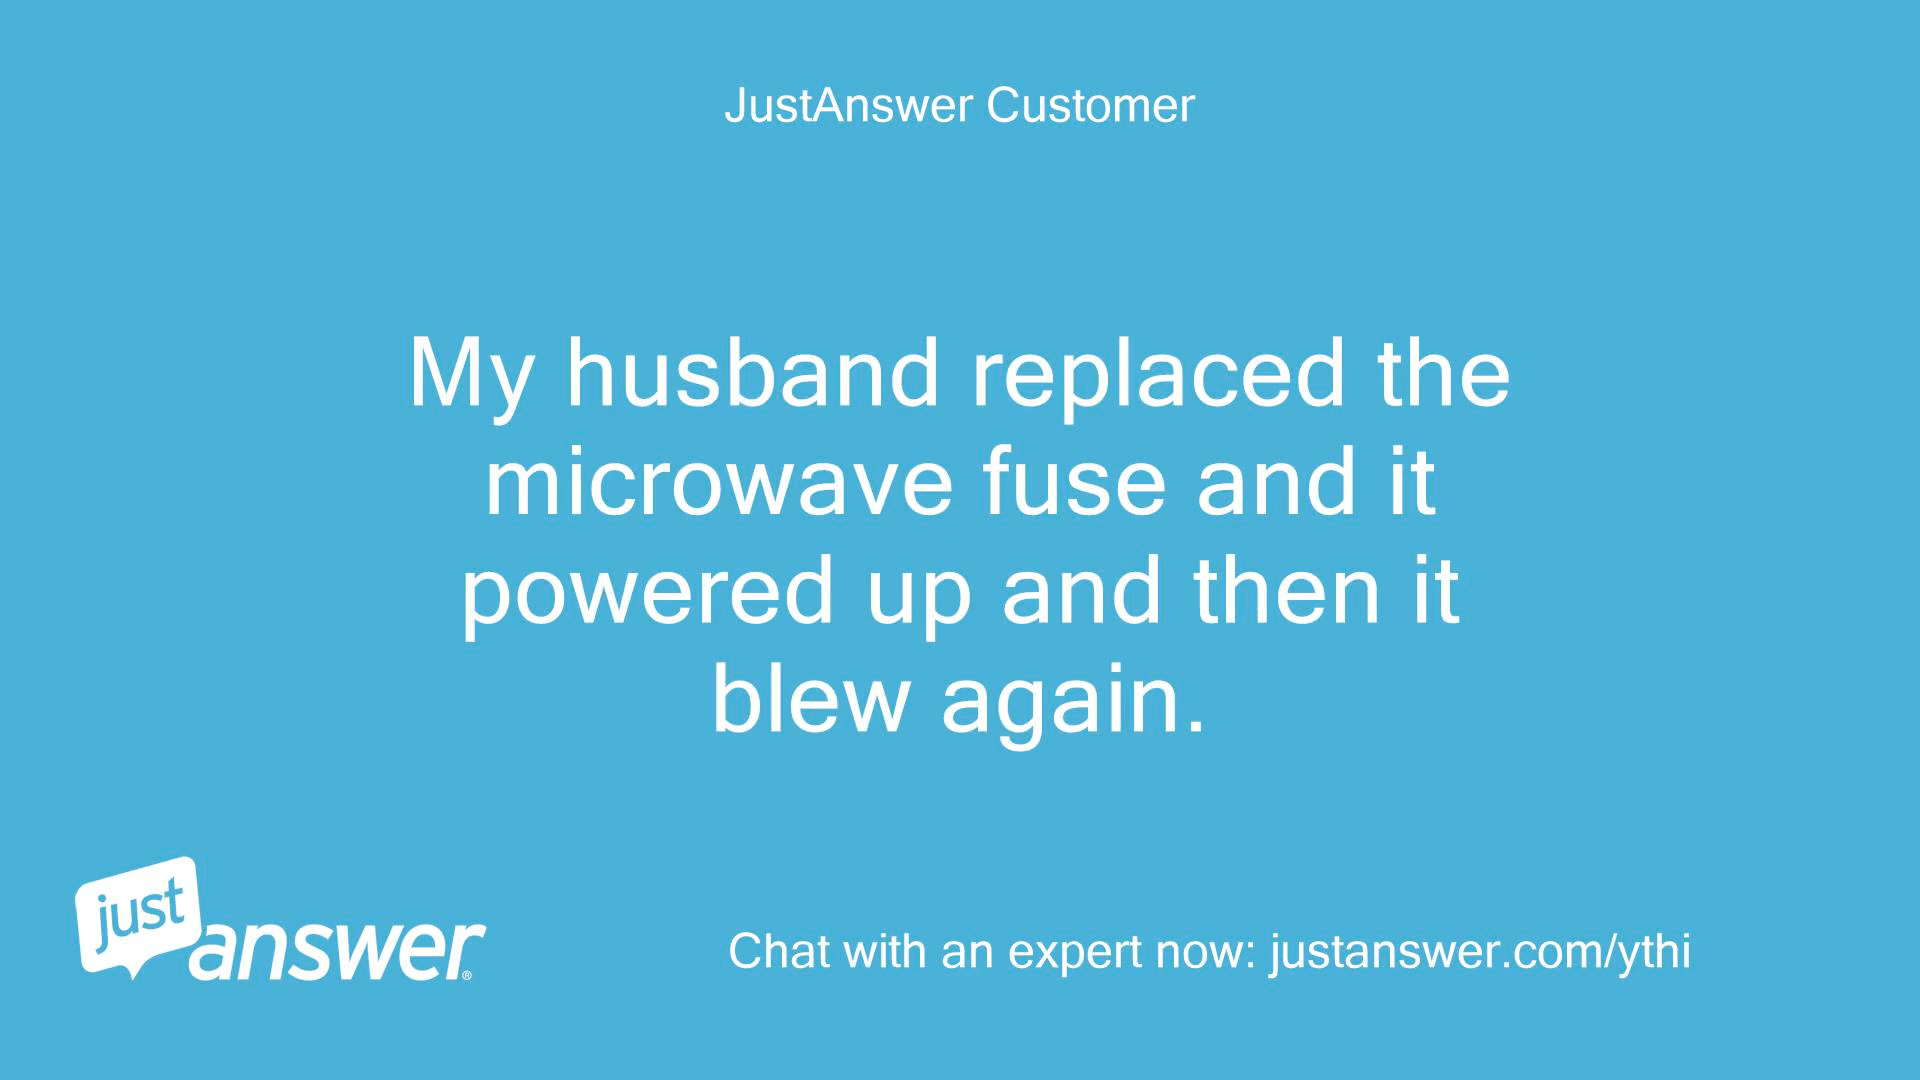 JustAnswer Customer
My husband replaced the
microwave fuse and it
powered up and then it
blew again.
just
answer®
Chat with an expert now: justanswer.com/ythi